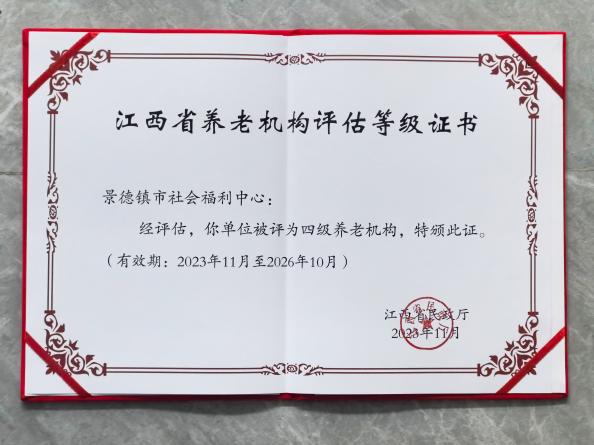 江西省养老机构评估等级证书
景德镇市社会福利中心：
经评估，你单位被评为四级养老机构，特颁此证。
（有效期：2023年11月至2026年10月）
江西省民政厅
2023年11月